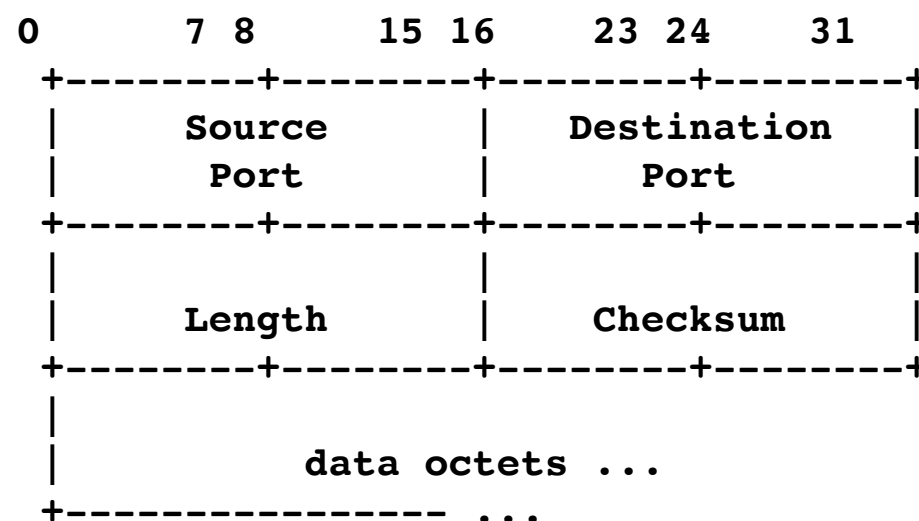 0      7 8     15 16    23 24    31
+--------+--------+--------+--------+
|     Source      |   Destination   |
|      Port       |      Port       |
+--------+--------+--------+--------+
|                 |                 |
|     Length      |    Checksum     |
+--------+--------+--------+--------+
|
|          data octets ...
+---------------- ...